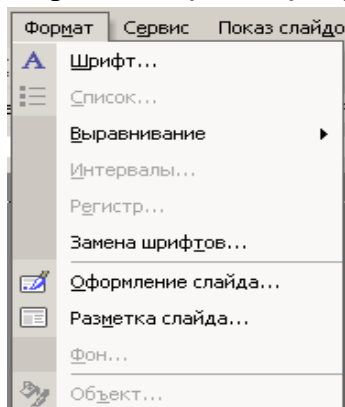 Формат Сервис Показ слайдо
Шрифт...
Список...
Выравнивание
Интервалы...
Регистр...
Замена шрифтов...
Оформление слайда...
Разметка слайда...
Фон...
Объект...